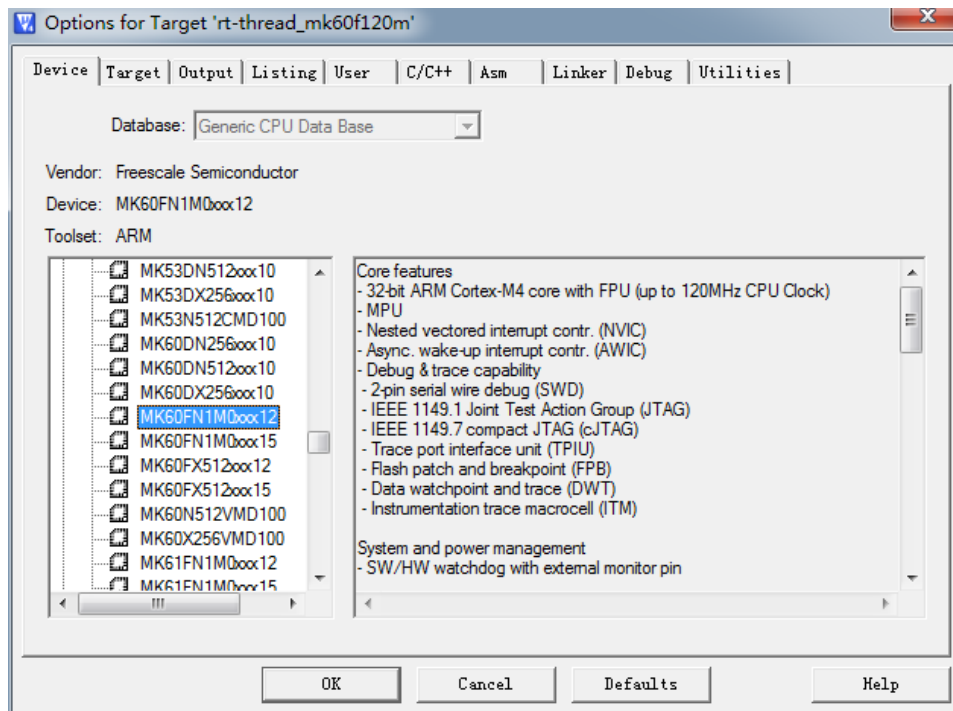 Options for Target 'rt-thread_mk60f120m'
Device Target Output Listing User C/C++ Asm Linker Debug Utilities
Database: Generic CPU Data Base
Vendor: Freescale Semiconductor
Device: MK60FN1M0xxx12
Toolset: ARM
MK53DN512xxx10
MK53DX256xxx10
MK53N512CMD100
MK60DN256xxx10
MK60DN512xxx10
MK60DX256xxx10
MK60FN1M0xxx12
MK60FN1M0xxx15
MK60FX512xxx12
MK60FX512xxx15
MK60N512VMD100
MK60X256VMD100
MK61FN1M0xxx12
MK61FN1M0xxx15
Core features
- 32-bit ARM Cortex-M4 core with FPU (up to 120MHz CPU Clock)
- MPU
- Nested vectored interrupt contr. (NVIC)
- Async. wake-up interrupt contr. (AWIC)
- Debug & trace capability
- 2-pin serial wire debug (SWD)
- IEEE 1149.1 Joint Test Action Group (JTAG)
- IEEE 1149.7 compact JTAG (cJTAG)
- Trace port interface unit (TPIU)
- Flash patch and breakpoint (FPB)
- Data watchpoint and trace (DWT)
- Instrumentation trace macrocell (ITM)
System and power management
- SW/HW watchdog with external monitor pin
OK Cancel Defaults Help